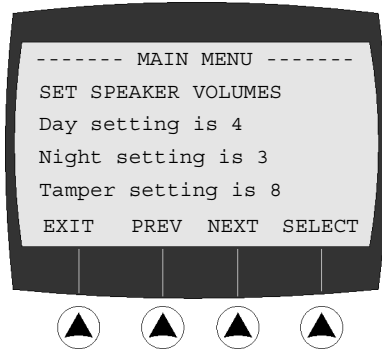 ------- MAIN MENU -------
SET SPEAKER VOLUMES
Day setting is 4
Night setting is 3
Tamper setting is 8
EXIT PREV NEXT SELECT